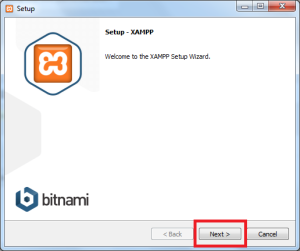 Setup
Setup - XAMPP
Welcome to the XAMPP Setup Wizard.
bitnami
< Back
Next >
Cancel